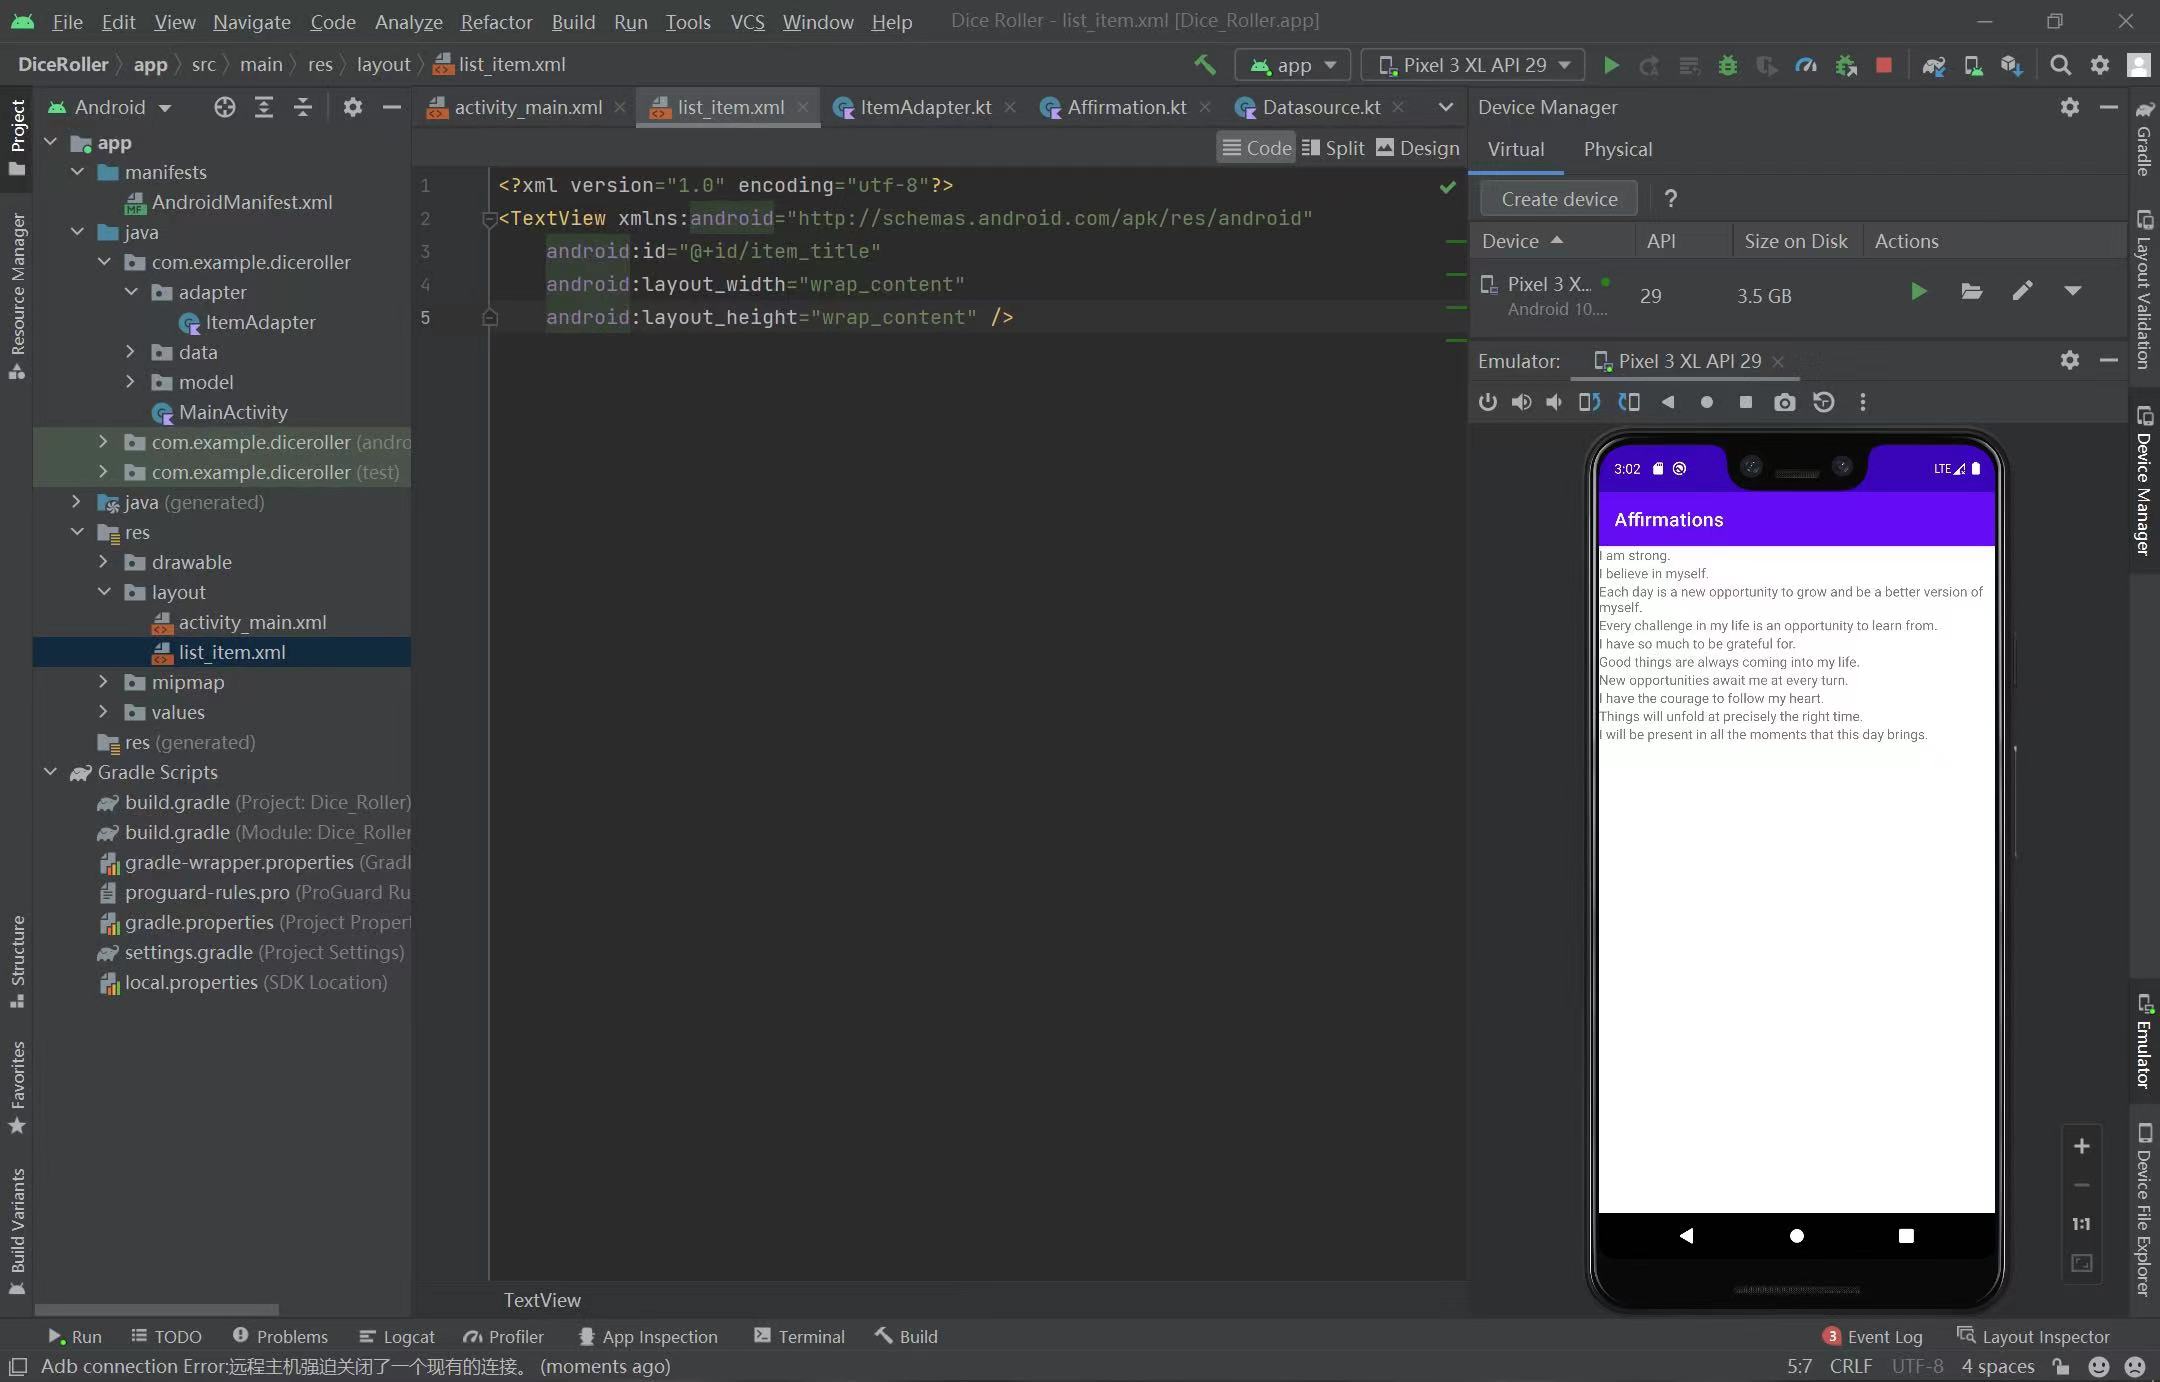 File Edit View Navigate Code Analyze Refactor Build Run Tools VCS Window Help Dice Roller - list_item.xml [Dice_Roller.app]
DiceRoller app src main res layout list_item.xml
app Pixel 3 XL API 29
Project
Resource Manager
Structure
Favorites
Build Variants
Android
app
manifests
AndroidManifest.xml
java
com.example.diceroller
adapter
ItemAdapter
data
model
MainActivity
com.example.diceroller (andro
com.example.diceroller (test)
java (generated)
res
drawable
layout
activity_main.xml
list_item.xml
mipmap
values
res (generated)
Gradle Scripts
build.gradle (Project: Dice_Roller)
build.gradle (Module: Dice_Roller
gradle-wrapper.properties (Gradl
proguard-rules.pro (ProGuard Ru
gradle.properties (Project Propert
settings.gradle (Project Settings)
local.properties (SDK Location)
activity_main.xml list_item.xml ItemAdapter.kt Affirmation.kt Datasource.kt
Code Split Design
1 <?xml version="1.0" encoding="utf-8"?>
2 <TextView xmlns:android="http://schemas.android.com/apk/res/android"
3 android:id="@+id/item_title"
4 android:layout_width="wrap_content"
5 android:layout_height="wrap_content" />
TextView
Device Manager
Virtual Physical
Create device ?
Device API Size on Disk Actions
Pixel 3 X... 29 3.5 GB
Android 10....
Emulator: Pixel 3 XL API 29
3:02 LTE
Affirmations
I am strong.
I believe in myself.
Each day is a new opportunity to grow and be a better version of
myself.
Every challenge in my life is an opportunity to learn from.
I have so much to be grateful for.
Good things are always coming into my life.
New opportunities await me at every turn.
I have the courage to follow my heart.
Things will unfold at precisely the right time.
I will be present in all the moments that this day brings.
1:1
Gradle
Layout Validation
Device Manager
Emulator
Device File Explorer
Run TODO Problems Logcat Profiler App Inspection Terminal Build 3 Event Log Layout Inspector
Adb connection Error:远程主机强迫关闭了一个现有的连接。 (moments ago) 5:7 CRLF UTF-8 4 spaces